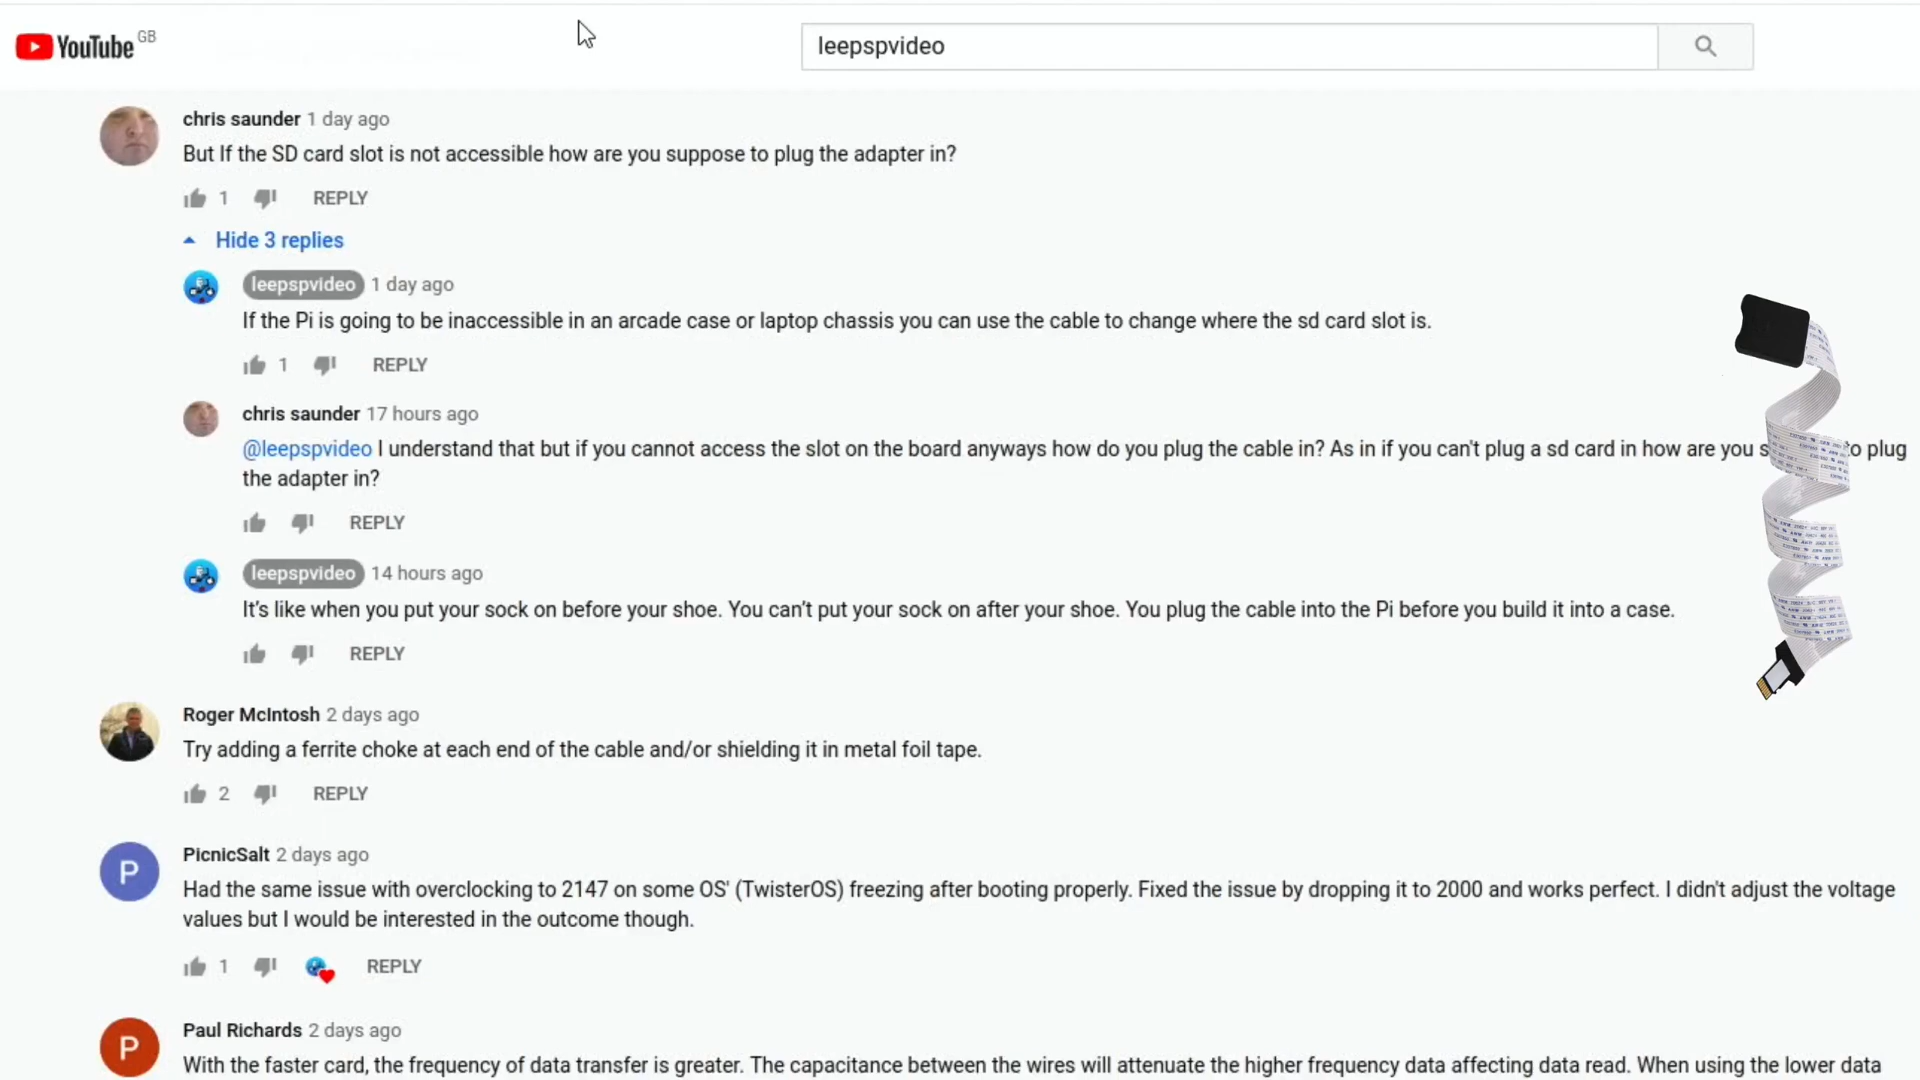 YouTube GB
leepspvideo
chris saunder 1 day ago
But If the SD card slot is not accessible how are you suppose to plug the adapter in?
1 REPLY
Hide 3 replies
leepspvideo 1 day ago
If the Pi is going to be inaccessible in an arcade case or laptop chassis you can use the cable to change where the sd card slot is.
1 REPLY
chris saunder 17 hours ago
@leepspvideo I understand that but if you cannot access the slot on the board anyways how do you plug the cable in? As in if you can't plug a sd card in how are you s to plug
the adapter in?
REPLY
leepspvideo 14 hours ago
It’s like when you put your sock on before your shoe. You can’t put your sock on after your shoe. You plug the cable into the Pi before you build it into a case.
REPLY
Roger McIntosh 2 days ago
Try adding a ferrite choke at each end of the cable and/or shielding it in metal foil tape.
2 REPLY
P
PicnicSalt 2 days ago
Had the same issue with overclocking to 2147 on some OS' (TwisterOS) freezing after booting properly. Fixed the issue by dropping it to 2000 and works perfect. I didn't adjust the voltage
values but I would be interested in the outcome though.
1 REPLY
P
Paul Richards 2 days ago
With the faster card, the frequency of data transfer is greater. The capacitance between the wires will attenuate the higher frequency data affecting data read. When using the lower data